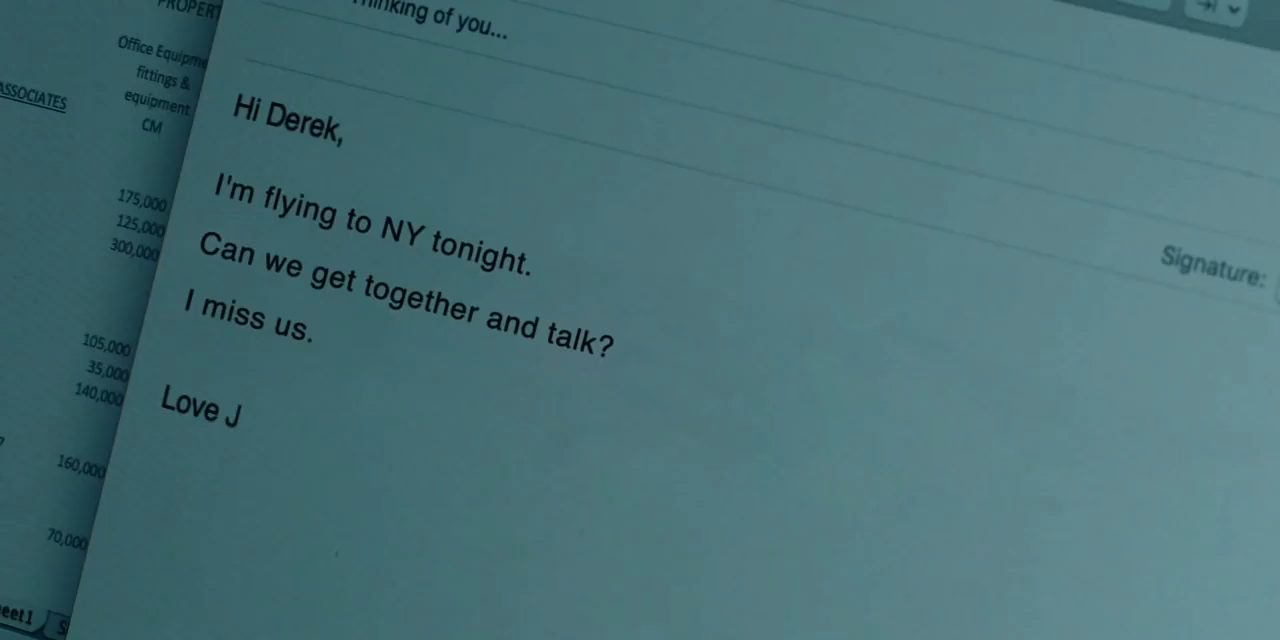 PROPERT
Office Equipme
fittings &
equipment
CM
ASSOCIATES
175,000
125,000
300,000
105,000
35,000
140,000
160,000
70,000
eet1
Thinking of you...
Hi Derek,
I'm flying to NY tonight.
Can we get together and talk?
I miss us.
Love J
Signature: